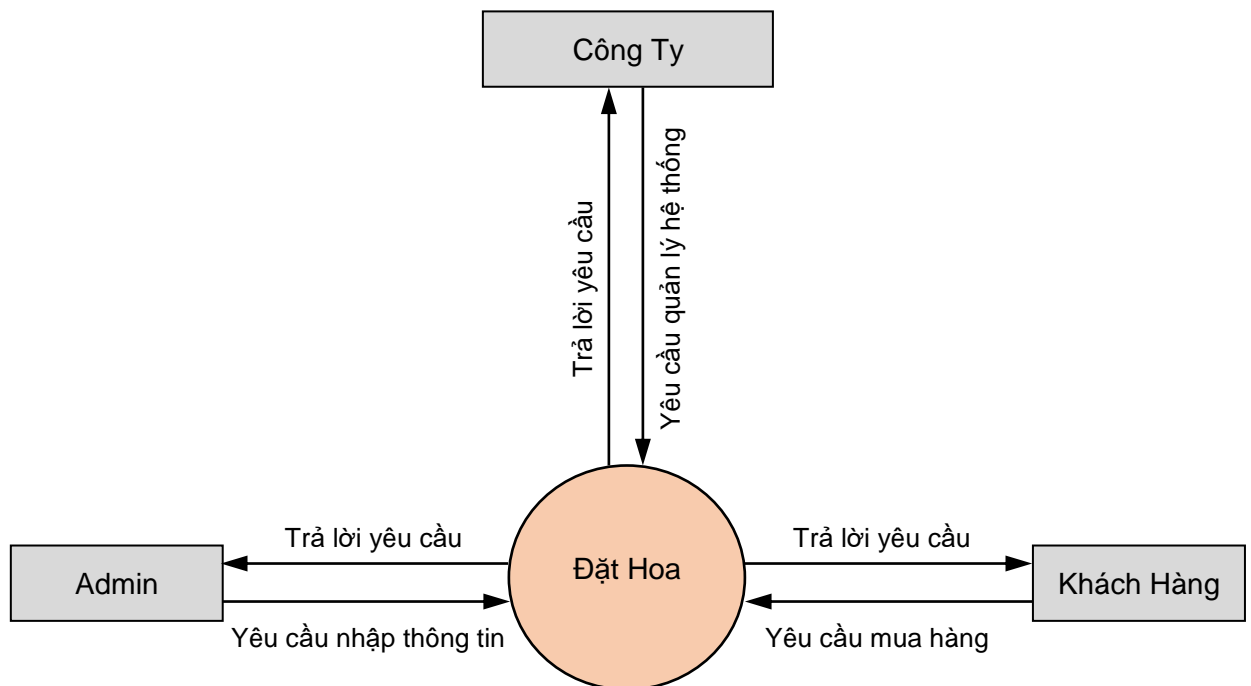 Công Ty
Trả lời yêu cầu
Yêu cầu quản lý hệ thống
Trả lời yêu cầu
Trả lời yêu cầu
Admin
Đặt Hoa
Khách Hàng
Yêu cầu nhập thông tin
Yêu cầu mua hàng